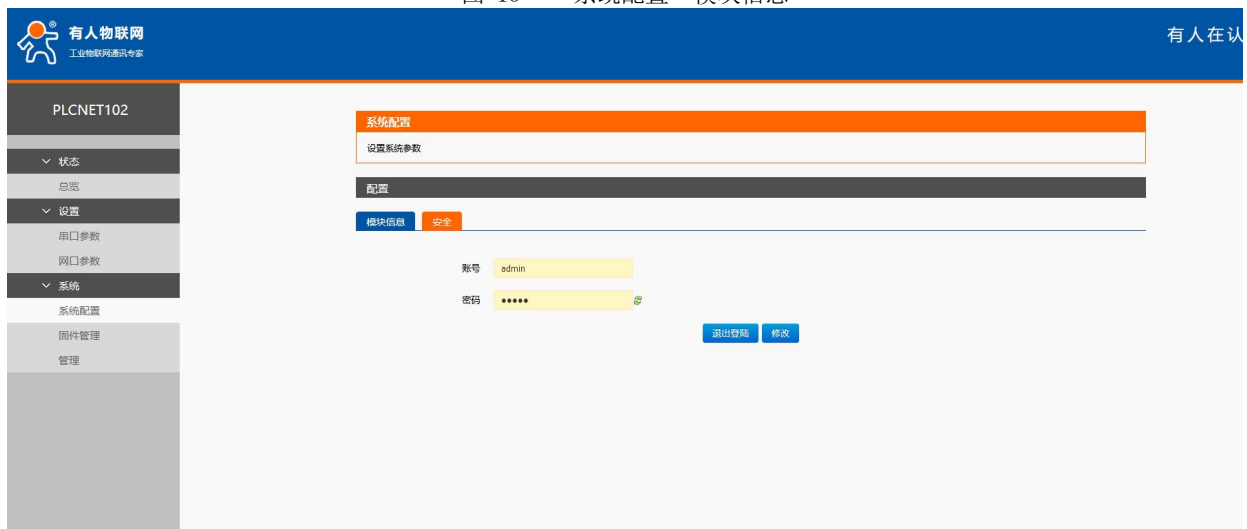 有人物联网
工业物联网通讯专家
有人在认
PLCNET102
状态
总览
设置
串口参数
网口参数
系统
系统配置
固件管理
管理
系统配置
设置系统参数
配置
模块信息 安全
账号 admin
密码 •••••
退出登陆 修改